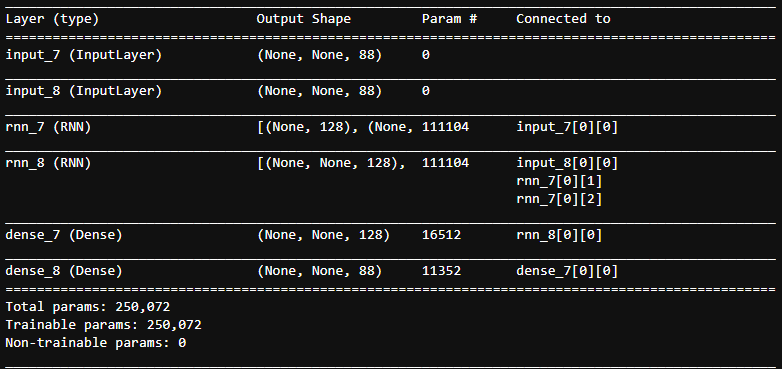 Layer (type) Output Shape Param # Connected to
input_7 (InputLayer) (None, None, 88) 0
input_8 (InputLayer) (None, None, 88) 0
rnn_7 (RNN) [(None, 128), (None, 111104 input_7[0][0]
rnn_8 (RNN) [(None, None, 128), 111104 input_8[0][0]
rnn_7[0][1]
rnn_7[0][2]
dense_7 (Dense) (None, None, 128) 16512 rnn_8[0][0]
dense_8 (Dense) (None, None, 88) 11352 dense_7[0][0]
Total params: 250,072
Trainable params: 250,072
Non-trainable params: 0